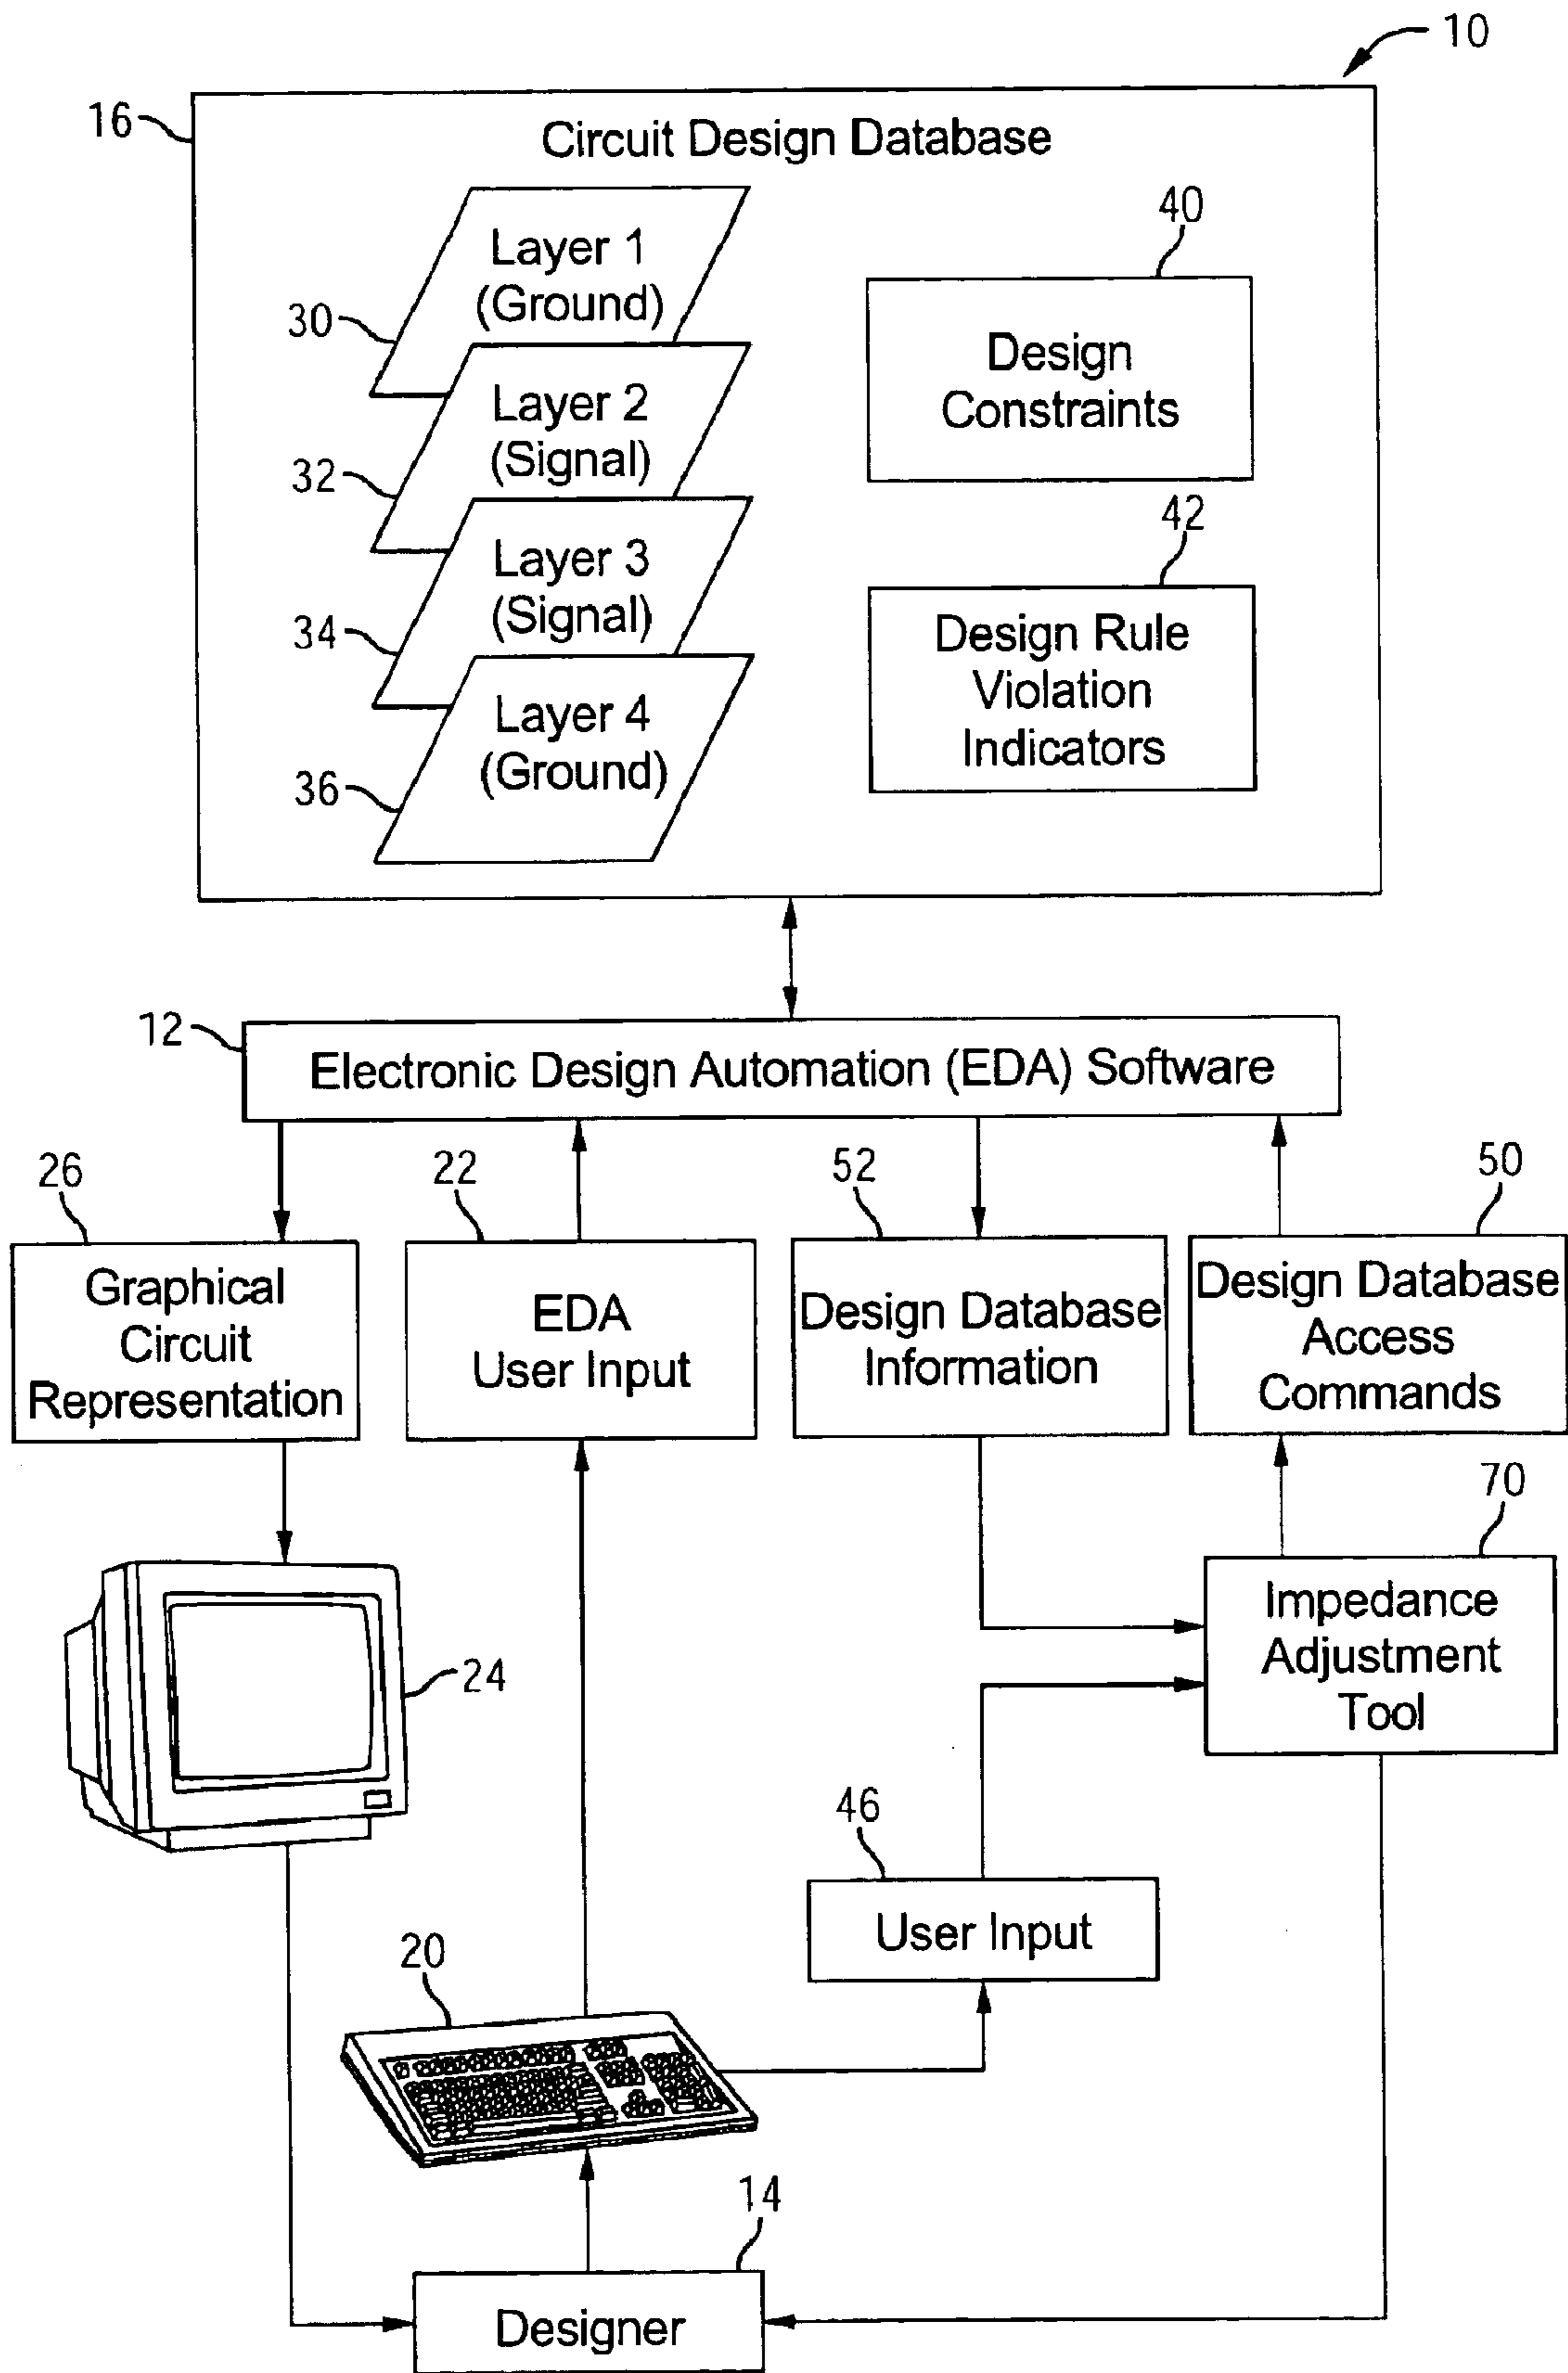 10
16
Circuit Design Database
Layer 1
(Ground)
30
Layer 2
(Signal)
32
Layer 3
(Signal)
34
Layer 4
(Ground)
36
40
Design
Constraints
42
Design Rule
Violation
Indicators
12
Electronic Design Automation (EDA) Software
26
Graphical
Circuit
Representation
22
EDA
User Input
52
Design Database
Information
50
Design Database
Access
Commands
70
Impedance
Adjustment
Tool
24
46
User Input
20
14
Designer